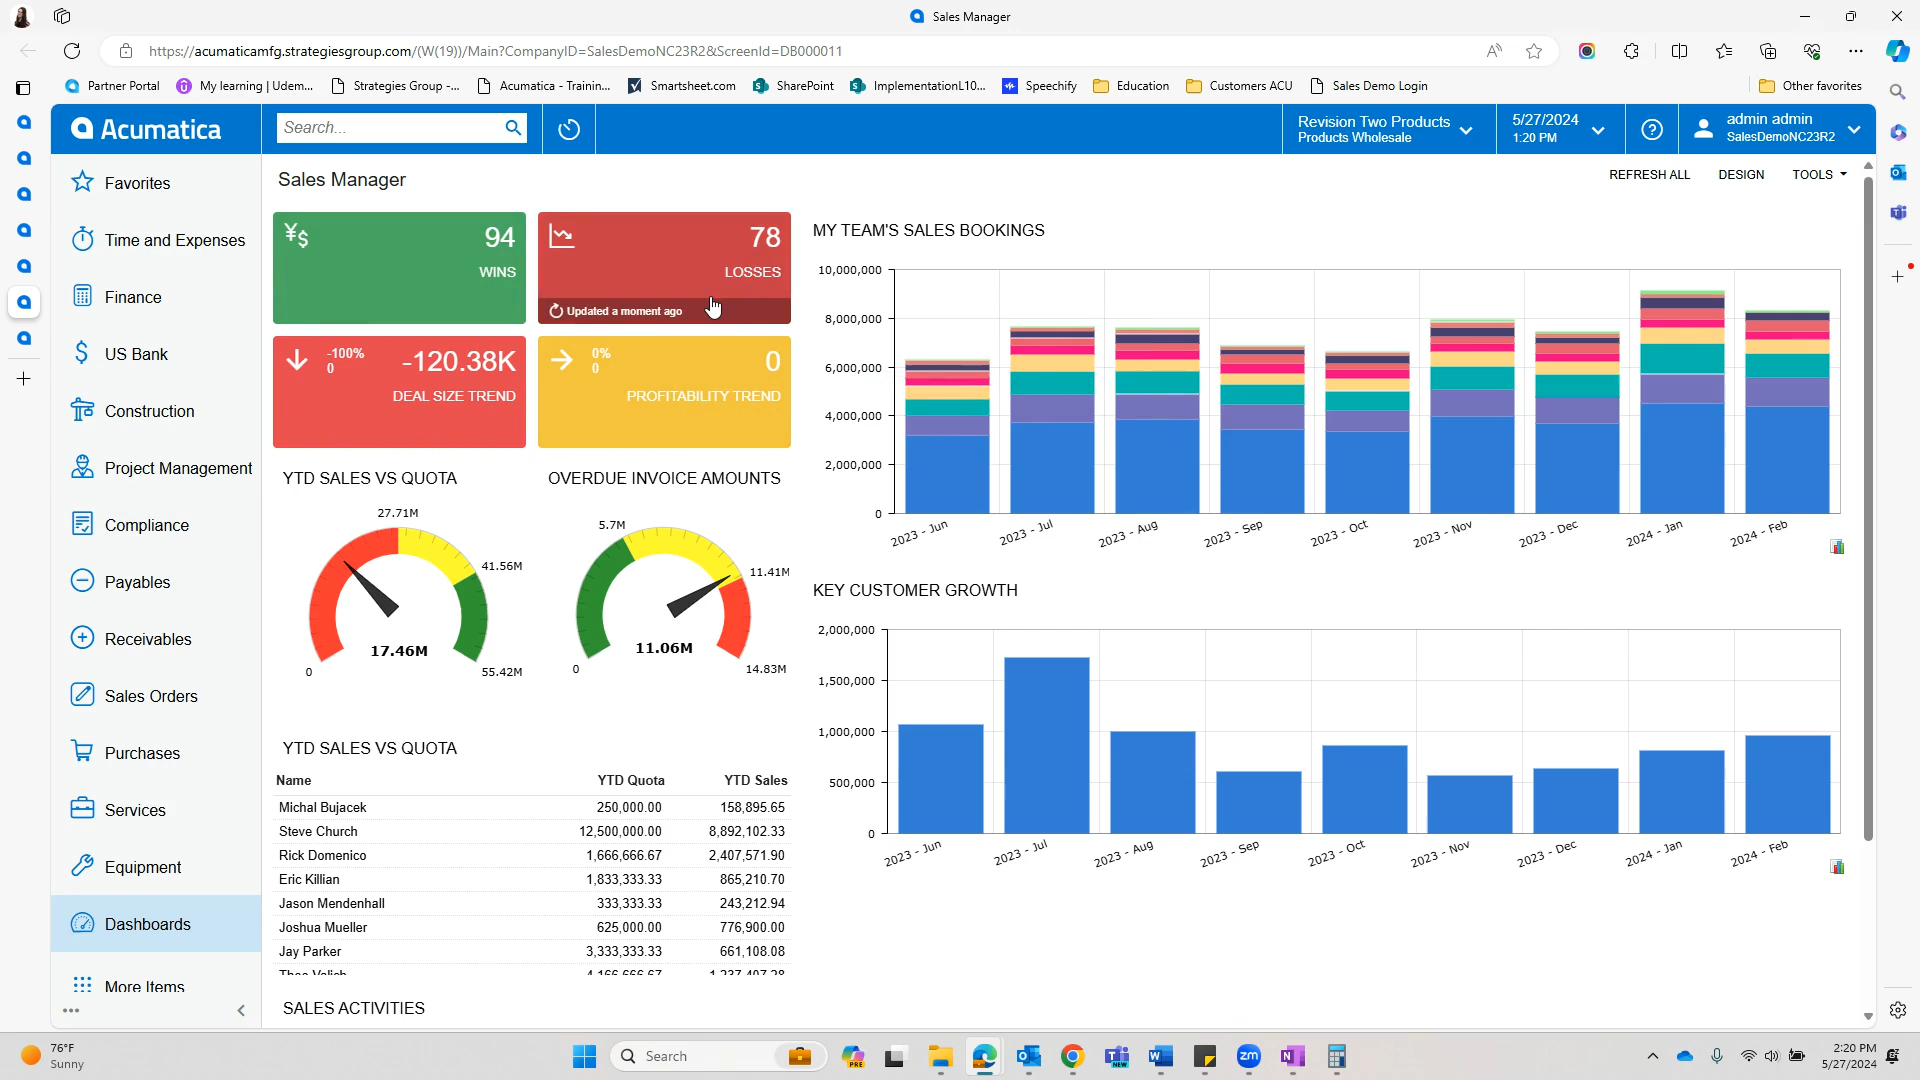 Sales Manager
https://acumaticamfg.strategiesgroup.com/(W(19))/Main?CompanyID=SalesDemoNC23R2&ScreenId=DB000011
Partner Portal
My learning | Udem...
Strategies Group -...
Acumatica - Trainin...
Smartsheet.com
SharePoint
ImplementationL10...
Speechify
Education
Customers ACU
Sales Demo Login
Other favorites
Acumatica
Search...
Revision Two Products
Products Wholesale
5/27/2024
1:20 PM
admin admin
SalesDemoNC23R2
Favorites
Time and Expenses
Finance
US Bank
Construction
Project Management
Compliance
Payables
Receivables
Sales Orders
Purchases
Services
Equipment
Dashboards
More Items
Sales Manager
REFRESH ALL
DESIGN
TOOLS
¥$
94
WINS
78
LOSSES
Updated a moment ago
-100%
0
-120.38K
DEAL SIZE TREND
0%
0
0
PROFITABILITY TREND
YTD SALES VS QUOTA
27.71M
41.56M
17.46M
0
55.42M
OVERDUE INVOICE AMOUNTS
5.7M
11.41M
11.06M
0
14.83M
YTD SALES VS QUOTA
Name YTD Quota YTD Sales
Michal Bujacek 250,000.00 158,895.65
Steve Church 12,500,000.00 8,892,102.33
Rick Domenico 1,666,666.67 2,407,571.90
Eric Killian 1,833,333.33 865,210.70
Jason Mendenhall 333,333.33 243,212.94
Joshua Mueller 625,000.00 776,900.00
Jay Parker 3,333,333.33 661,108.08
SALES ACTIVITIES
MY TEAM'S SALES BOOKINGS
10,000,000
8,000,000
6,000,000
4,000,000
2,000,000
0
2023 - Jun
2023 - Jul
2023 - Aug
2023 - Sep
2023 - Oct
2023 - Nov
2023 - Dec
2024 - Jan
2024 - Feb
KEY CUSTOMER GROWTH
2,000,000
1,500,000
1,000,000
500,000
0
2023 - Jun
2023 - Jul
2023 - Aug
2023 - Sep
2023 - Oct
2023 - Nov
2023 - Dec
2024 - Jan
2024 - Feb
76°F
Sunny
Search
2:20 PM
5/27/2024